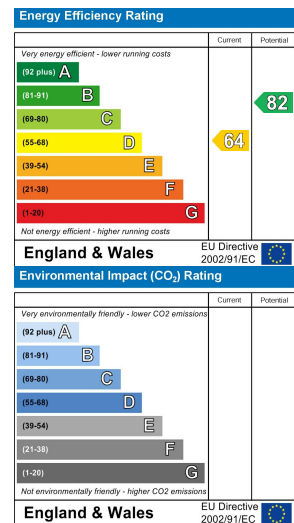 Energy Efficiency Rating
Current Potential
Very energy efficient - lower running costs
(92 plus) A
(81-91) B
(69-80) C
(55-68) D
(39-54) E
(21-38) F
(1-20) G
64
82
Not energy efficient - higher running costs
England & Wales
EU Directive
2002/91/EC
Environmental Impact (CO₂) Rating
Current Potential
Very environmentally friendly - lower CO2 emissions
(92 plus) A
(81-91) B
(69-80) C
(55-68) D
(39-54) E
(21-38) F
(1-20) G
Not environmentally friendly - higher CO2 emissions
England & Wales
EU Directive
2002/91/EC